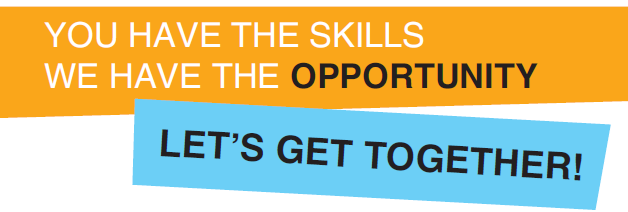 YOU HAVE THE SKILLS
WE HAVE THE OPPORTUNITY
LET'S GET TOGETHER!